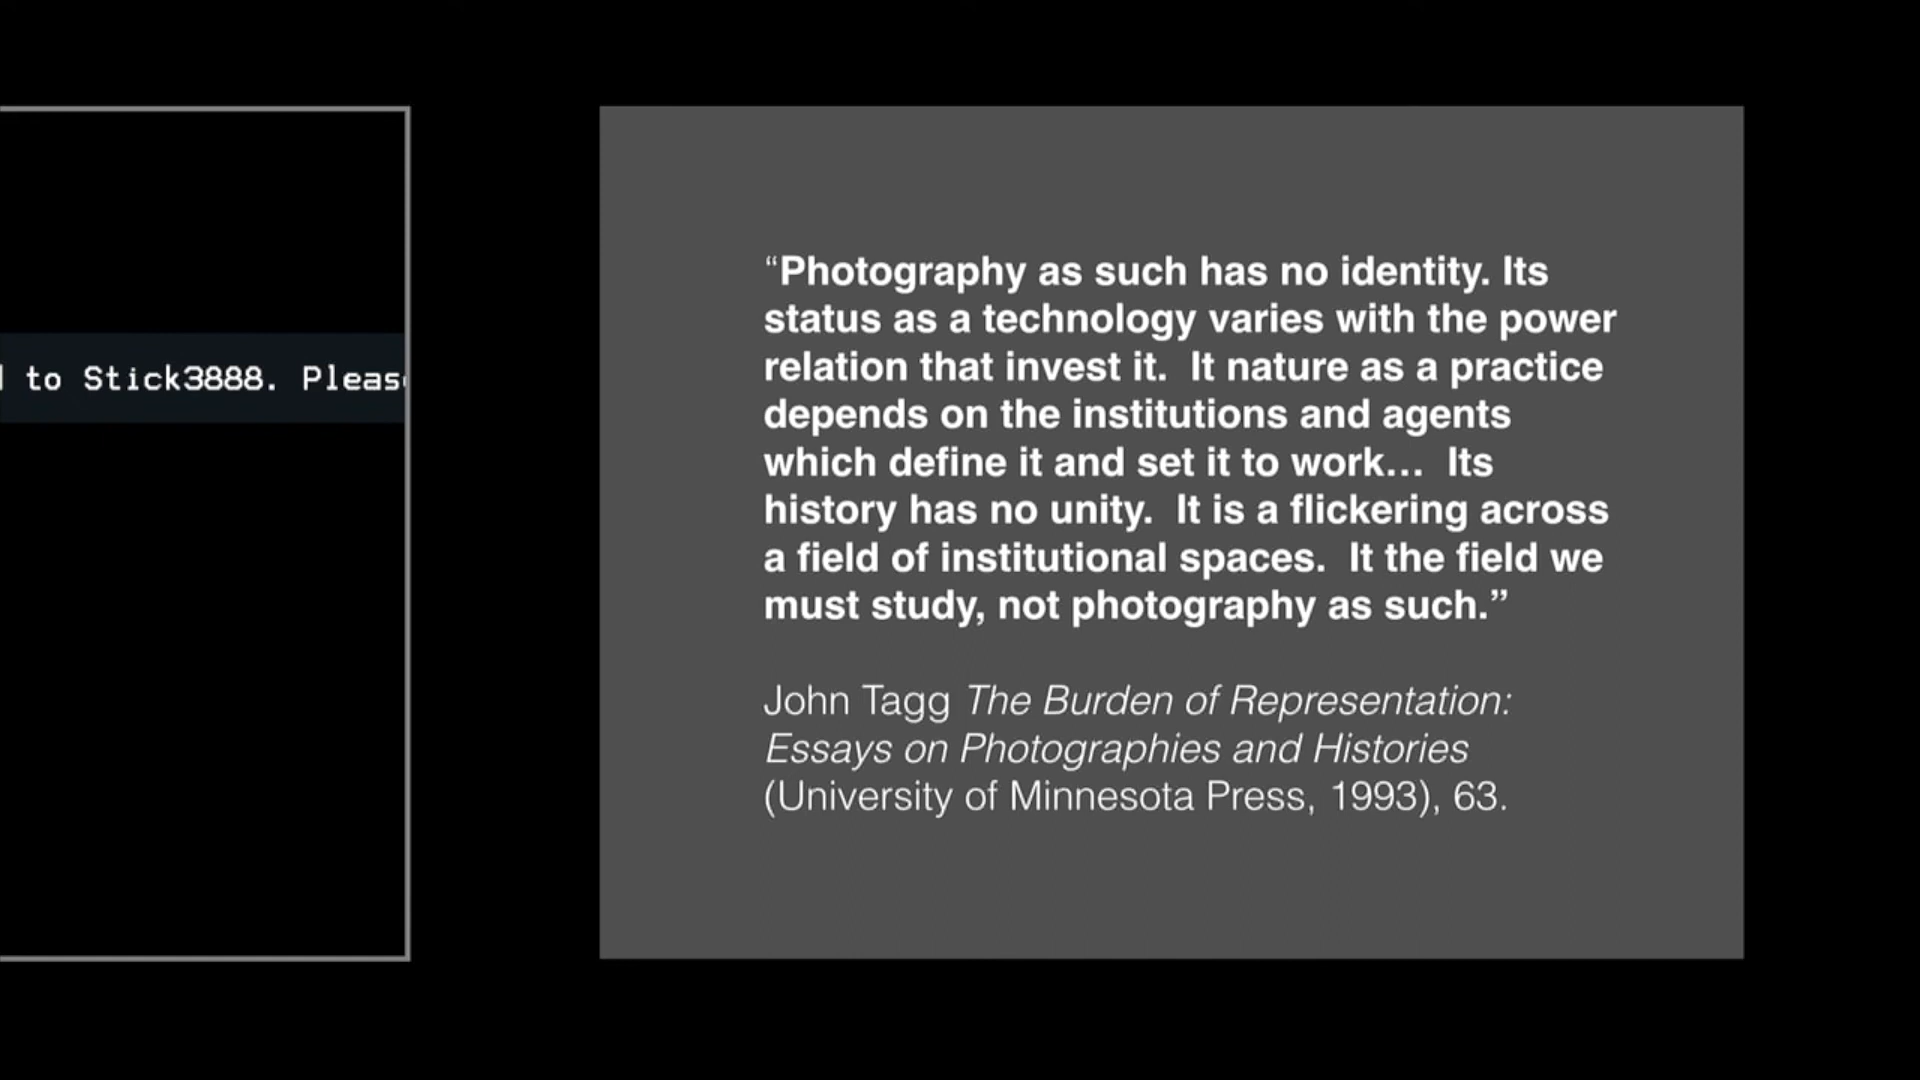 to Stick3888. Please
“Photography as such has no identity. Its
status as a technology varies with the power
relation that invest it.  It nature as a practice
depends on the institutions and agents
which define it and set it to work…  Its
history has no unity.  It is a flickering across
a field of institutional spaces.  It the field we
must study, not photography as such.”
John Tagg The Burden of Representation:
Essays on Photographies and Histories
(University of Minnesota Press, 1993), 63.